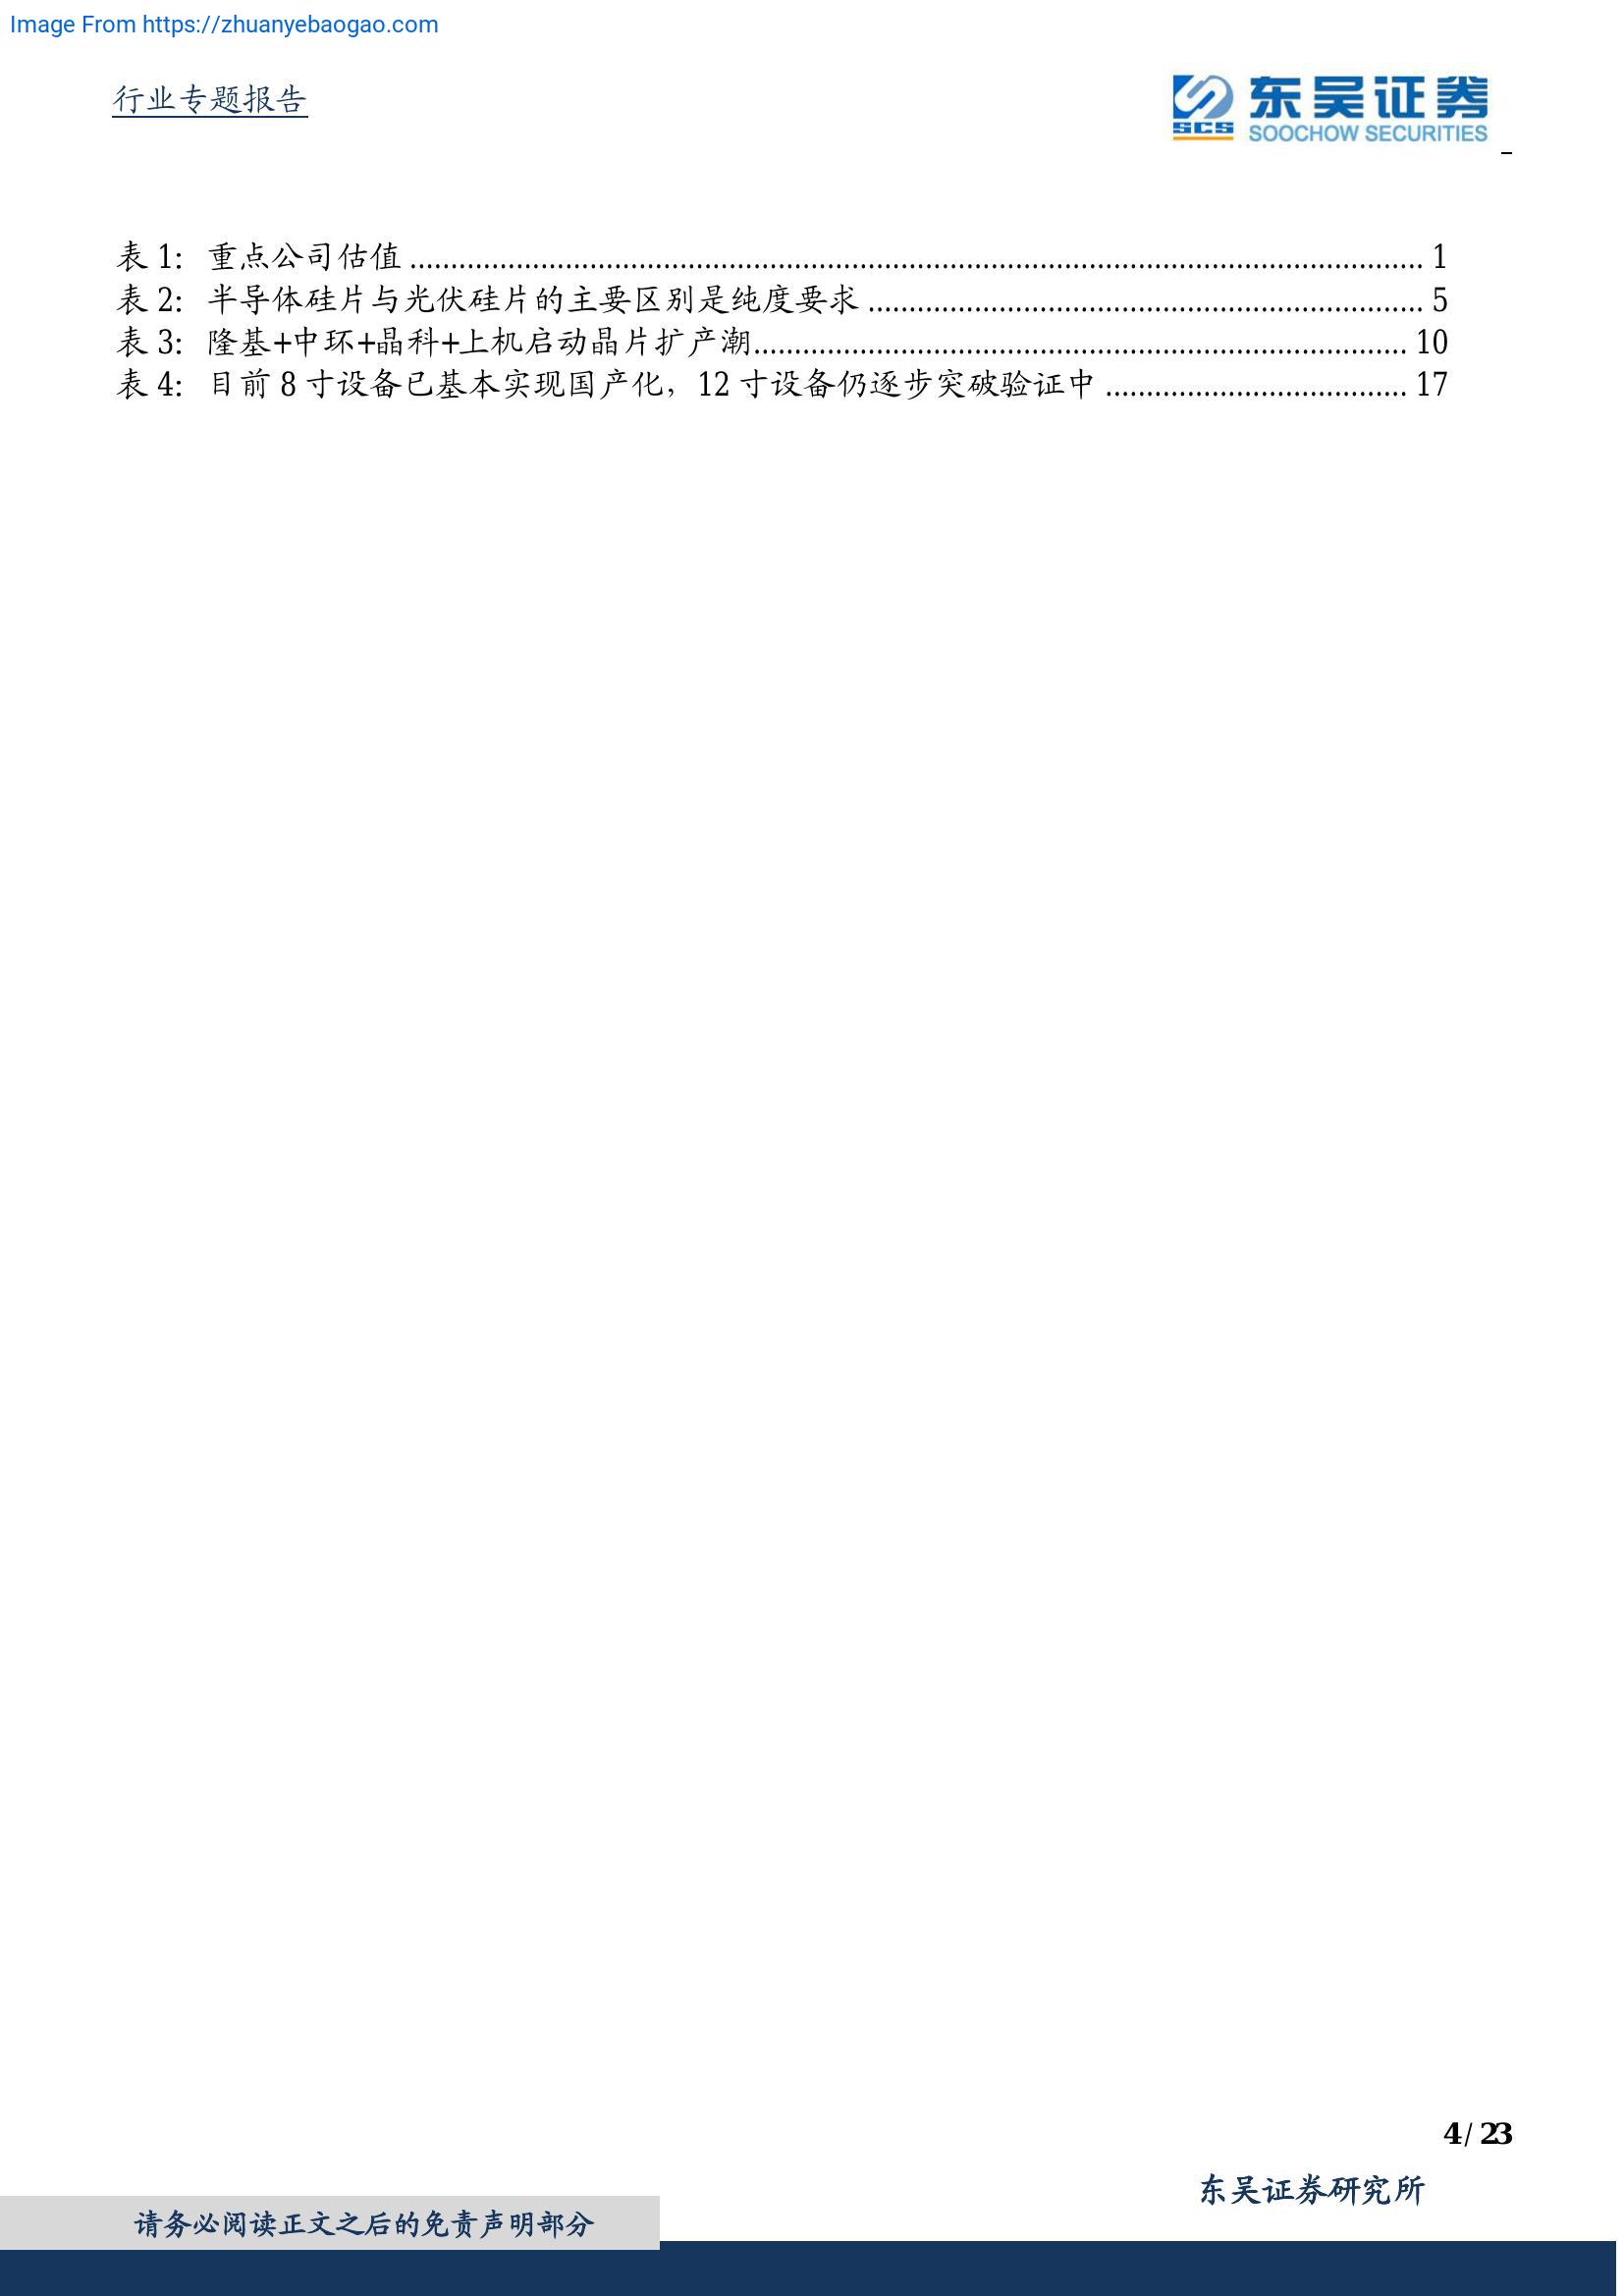 Image From https://zhuanyebaogao.com
行业专题报告
SCS 东吴证券
SOOCHOW SECURITIES
表 1: 重点公司估值 ........................................ 1
表 2: 半导体硅片与光伏硅片的主要区别是纯度要求 ........................................ 5
表 3: 隆基+中环+晶科+上机启动晶片扩产潮........................................ 10
表 4: 目前 8 寸设备已基本实现国产化，12 寸设备仍逐步突破验证中 ........................................ 17
4 / 23
东吴证券研究所
请务必阅读正文之后的免责声明部分